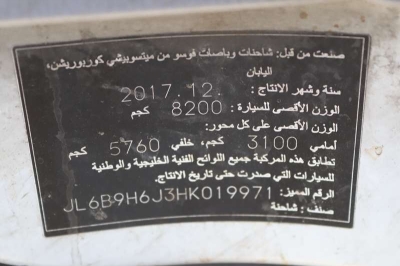 صنعت من قبل: شاحنات وباصات فوسو من ميتسوبيشي كوربوريشن،
اليابان
سنة وشهر الانتاج : 2017.12.
الوزن الأقصى للسيارة : 8200 كجم
الوزن الأقصى على كل محور:
أمامي 3100 كجم، خلفي 5760 كجم
تطابق هذه المركبة جميع اللوائح الفنية الخليجية والوطنية
للسيارات التي صدرت حتى تاريخ الانتاج.
الرقم المميز: JL6B9H6J3HK019971
صنف : شاحنة